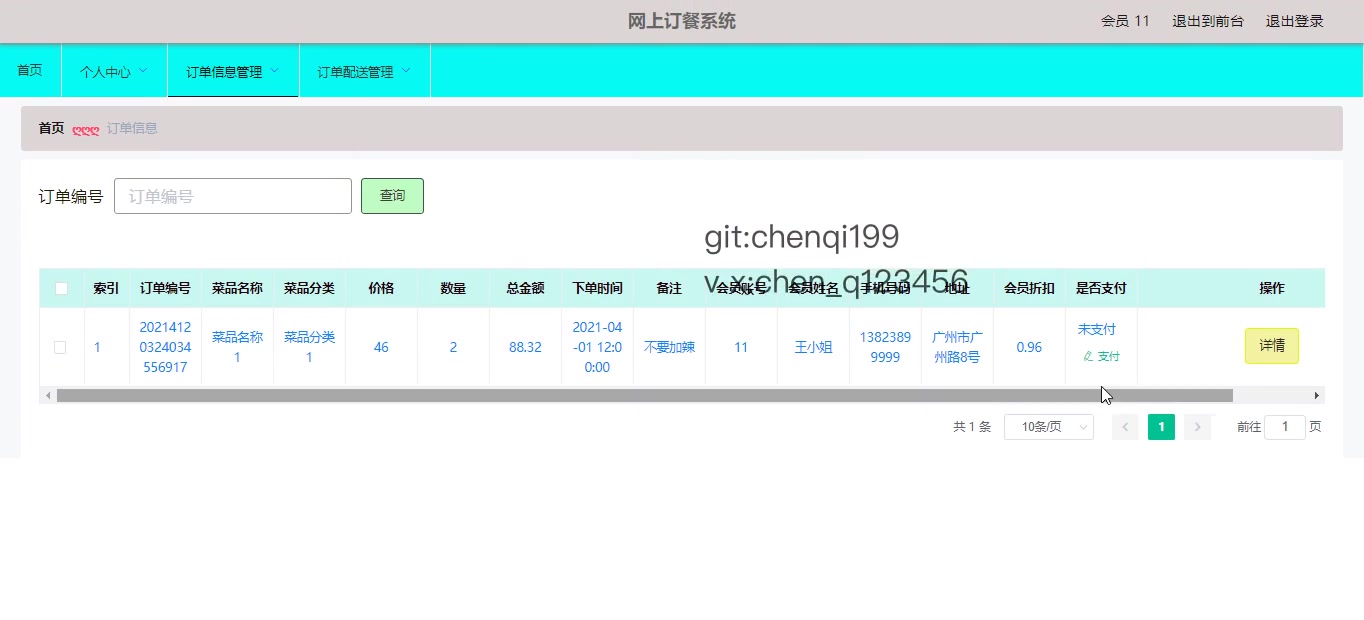 网上订餐系统
会员 11 退出到前台 退出登录
首页 个人中心 订单信息管理 订单配送管理
首页 ღღღ 订单信息
订单编号 订单编号 查询
git:chenqi199
v.x:chen_q123456
索引 订单编号 菜品名称 菜品分类 价格 数量 总金额 下单时间 备注 会员账号 会员姓名 手机号码 地址 会员折扣 是否支付 操作
1 20214120324034556917 菜品名称1 菜品分类1 46 2 88.32 2021-04-01 12:00:00 不要加辣 11 王小姐 13823899999 广州市广州路8号 0.96 未支付 支付 详情
共 1 条 10条/页 1 前往 1 页